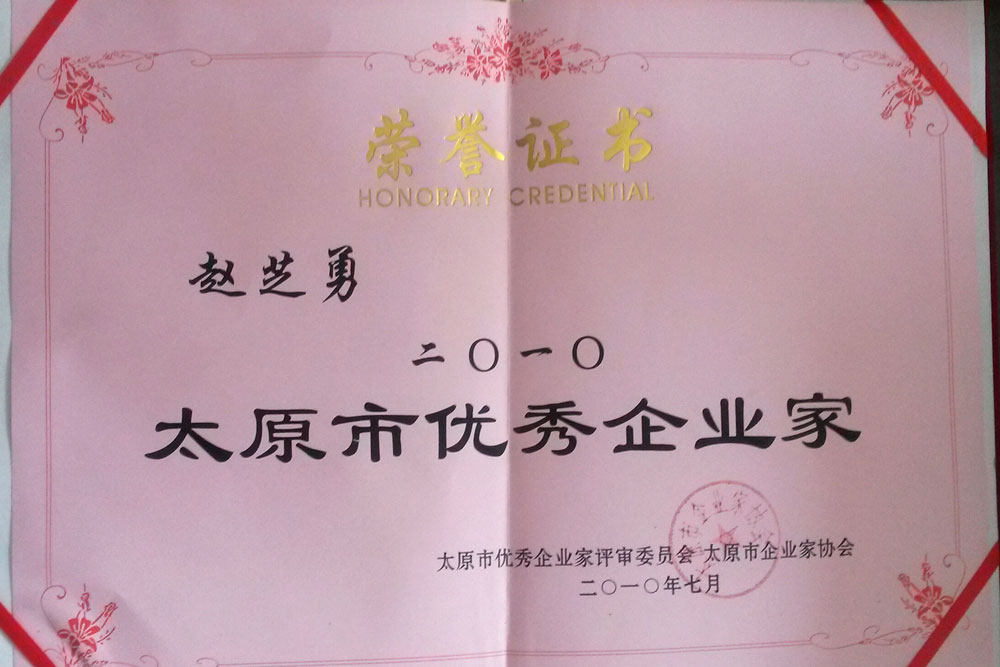 荣誉证书
HONORARY CREDENTIAL
赵芝勇
二〇一〇
太原市优秀企业家
太原市优秀企业家评审委员会 太原市企业家协会
二〇一〇年七月